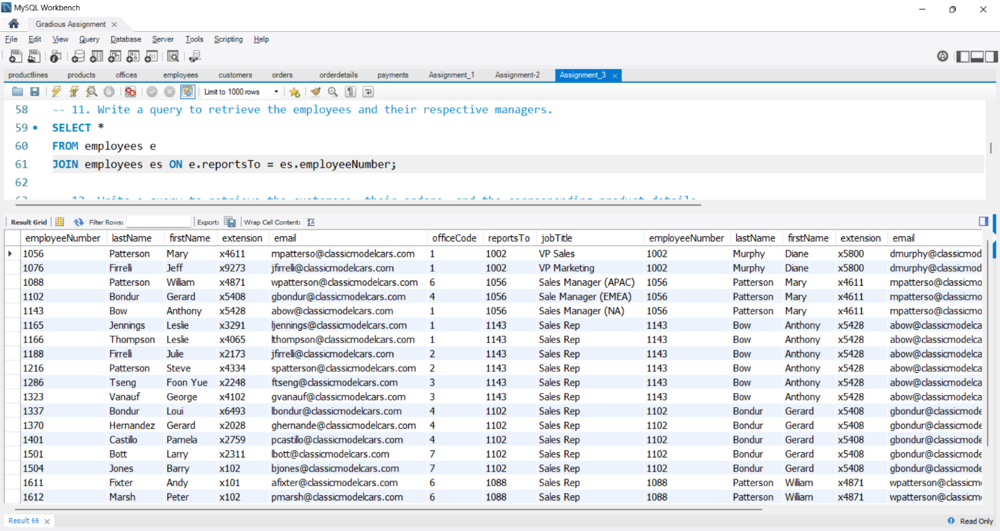 MySQL Workbench
Gradious Assignment
File Edit View Query Database Server Tools Scripting Help
productlines products offices employees customers orders orderdetails payments Assignment_1 Assignment-2 Assignment_3
Limit to 1000 rows
58 -- 11. Write a query to retrieve the employees and their respective managers.
59 SELECT *
60 FROM employees e
61 JOIN employees es ON e.reportsTo = es.employeeNumber;
62
Result Grid Filter Rows: Export: Wrap Cell Content:
employeeNumber lastName firstName extension email officeCode reportsTo jobTitle employeeNumber lastName firstName extension email
1056 Patterson Mary x4611 mpatterso@classicmodelcars.com 1 1002 VP Sales 1002 Murphy Diane x5800 dmurphy@classicmod
1076 Firrelli Jeff x9273 jfirrelli@classicmodelcars.com 1 1002 VP Marketing 1002 Murphy Diane x5800 dmurphy@classicmod
1088 Patterson William x4871 wpatterson@classicmodelcars.com 6 1056 Sales Manager (APAC) 1056 Patterson Mary x4611 mpatterso@classicmo
1102 Bondur Gerard x5408 gbondur@classicmodelcars.com 4 1056 Sale Manager (EMEA) 1056 Patterson Mary x4611 mpatterso@classicmo
1143 Bow Anthony x5428 abow@classicmodelcars.com 1 1056 Sales Manager (NA) 1056 Patterson Mary x4611 mpatterso@classicmo
1165 Jennings Leslie x3291 ljennings@classicmodelcars.com 1 1143 Sales Rep 1143 Bow Anthony x5428 abow@classicmodelca
1166 Thompson Leslie x4065 lthompson@classicmodelcars.com 1 1143 Sales Rep 1143 Bow Anthony x5428 abow@classicmodelca
1188 Firrelli Julie x2173 jfirrelli@classicmodelcars.com 2 1143 Sales Rep 1143 Bow Anthony x5428 abow@classicmodelca
1216 Patterson Steve x4334 spatterson@classicmodelcars.com 2 1143 Sales Rep 1143 Bow Anthony x5428 abow@classicmodelca
1286 Tseng Foon Yue x2248 ftseng@classicmodelcars.com 3 1143 Sales Rep 1143 Bow Anthony x5428 abow@classicmodelca
1323 Vanauf George x4102 gvanauf@classicmodelcars.com 3 1143 Sales Rep 1143 Bow Anthony x5428 abow@classicmodelca
1337 Bondur Loui x6493 lbondur@classicmodelcars.com 4 1102 Sales Rep 1102 Bondur Gerard x5408 gbondur@classicmode
1370 Hernandez Gerard x2028 ghernande@classicmodelcars.com 4 1102 Sales Rep 1102 Bondur Gerard x5408 gbondur@classicmode
1401 Castillo Pamela x2759 pcastillo@classicmodelcars.com 4 1102 Sales Rep 1102 Bondur Gerard x5408 gbondur@classicmode
1501 Bott Larry x2311 lbott@classicmodelcars.com 7 1102 Sales Rep 1102 Bondur Gerard x5408 gbondur@classicmode
1504 Jones Barry x102 bjones@classicmodelcars.com 7 1102 Sales Rep 1102 Bondur Gerard x5408 gbondur@classicmode
1611 Fixter Andy x101 afixter@classicmodelcars.com 6 1088 Sales Rep 1088 Patterson William x4871 wpatterson@classicm
1612 Marsh Peter x102 pmarsh@classicmodelcars.com 6 1088 Sales Rep 1088 Patterson William x4871 wpatterson@classicm
Result 66 Read Only